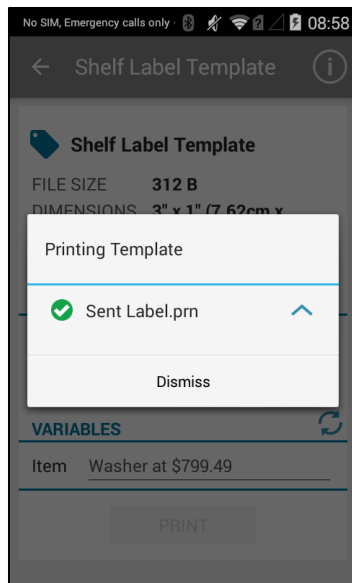 No SIM, Emergency calls only · 08:58
Shelf Label Template
Shelf Label Template
FILE SIZE 312 B
DIMENSIONS 3" x 1" (7.62cm x
Printing Template
Sent Label.prn
Dismiss
VARIABLES
Item Washer at $799.49
PRINT